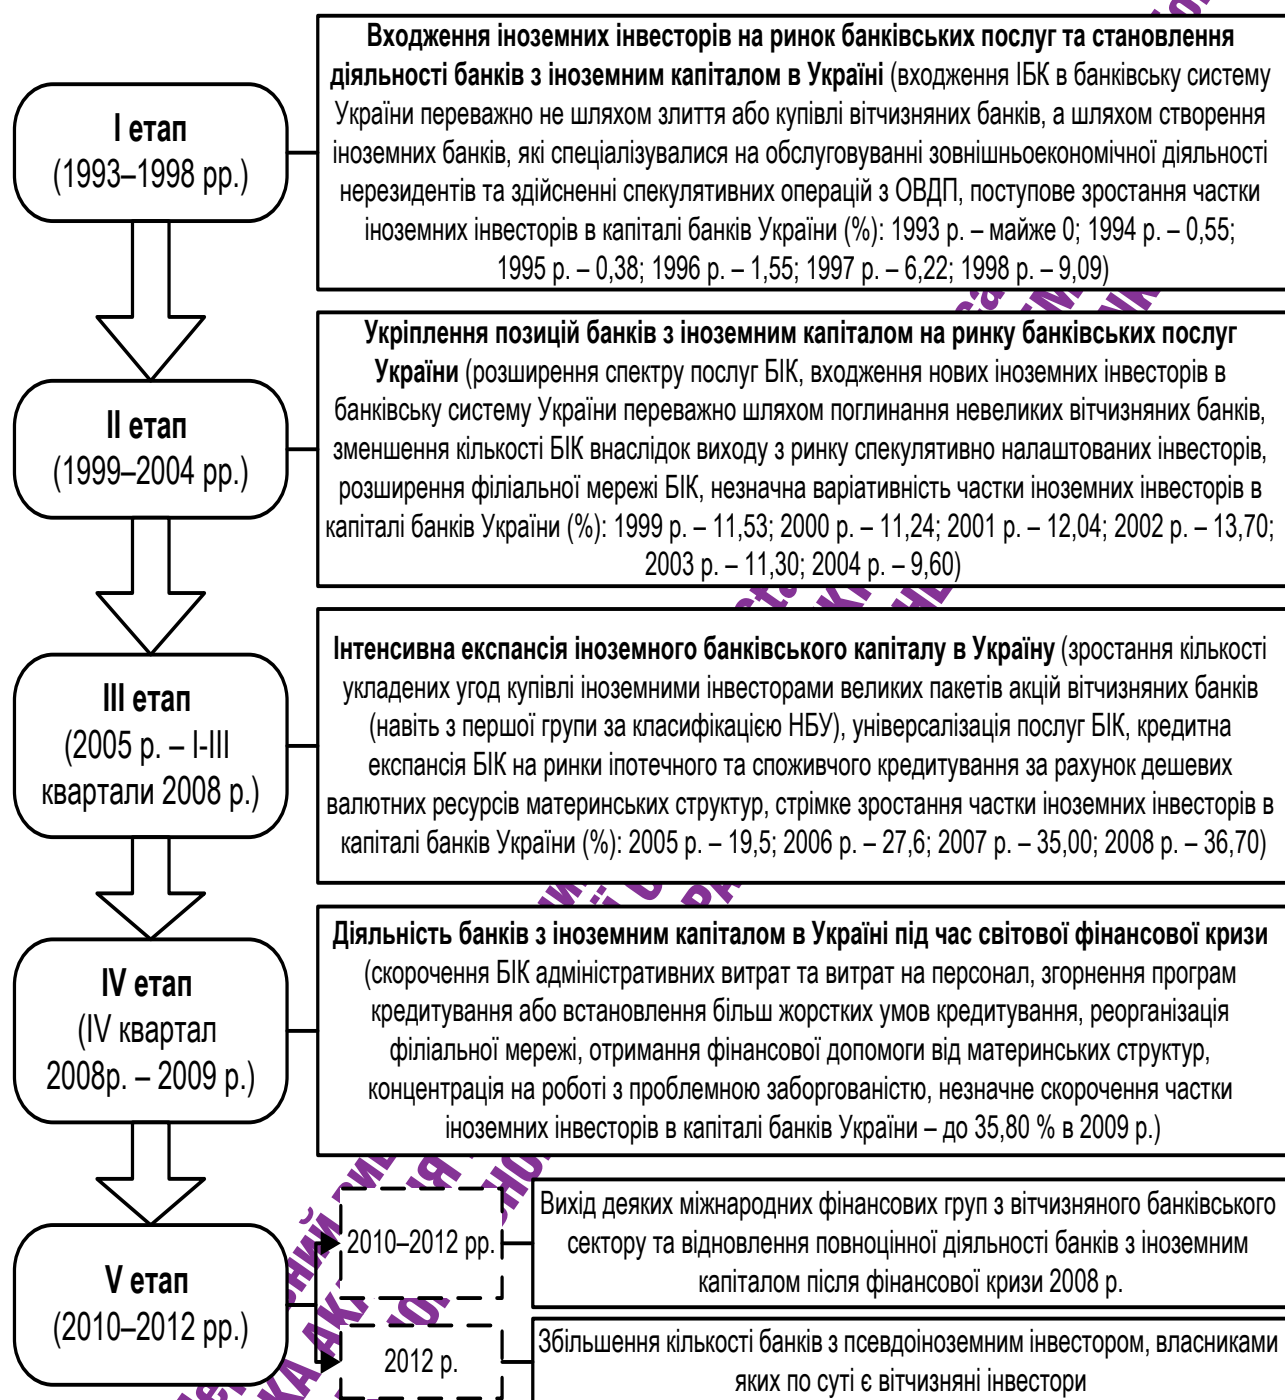 I етап
(1993–1998 рр.)
Входження іноземних інвесторів на ринок банківських послуг та становлення
діяльності банків з іноземним капіталом в Україні (входження ІБК в банківську систему
України переважно не шляхом злиття або купівлі вітчизняних банків, а шляхом створення
іноземних банків, які спеціалізувалися на обслуговуванні зовнішньоекономічної діяльності
нерезидентів та здійсненні спекулятивних операцій з ОВДП, поступове зростання частки
іноземних інвесторів в капіталі банків України (%): 1993 р. – майже 0; 1994 р. – 0,55;
1995 р. – 0,38; 1996 р. – 1,55; 1997 р. – 6,22; 1998 р. – 9,09)
II етап
(1999–2004 рр.)
Укріплення позицій банків з іноземним капіталом на ринку банківських послуг
України (розширення спектру послуг БІК, входження нових іноземних інвесторів в
банківську систему України переважно шляхом поглинання невеликих вітчизняних банків,
зменшення кількості БІК внаслідок виходу з ринку спекулятивно налаштованих інвесторів,
розширення філіальної мережі БІК, незначна варіативність частки іноземних інвесторів в
капіталі банків України (%): 1999 р. – 11,53; 2000 р. – 11,24; 2001 р. – 12,04; 2002 р. – 13,70;
2003 р. – 11,30; 2004 р. – 9,60)
III етап
(2005 р. – I-III
квартали 2008 р.)
Інтенсивна експансія іноземного банківського капіталу в Україну (зростання кількості
укладених угод купівлі іноземними інвесторами великих пакетів акцій вітчизняних банків
(навіть з першої групи за класифікацією НБУ), універсалізація послуг БІК, кредитна
експансія БІК на ринки іпотечного та споживчого кредитування за рахунок дешевих
валютних ресурсів материнських структур, стрімке зростання частки іноземних інвесторів в
капіталі банків України (%): 2005 р. – 19,5; 2006 р. – 27,6; 2007 р. – 35,00; 2008 р. – 36,70)
IV етап
(IV квартал
2008р. – 2009 р.)
Діяльність банків з іноземним капіталом в Україні під час світової фінансової кризи
(скорочення БІК адміністративних витрат та витрат на персонал, згорнення програм
кредитування або встановлення більш жорстких умов кредитування, реорганізація
філіальної мережі, отримання фінансової допомоги від материнських структур,
концентрація на роботі з проблемною заборгованістю, незначне скорочення частки
іноземних інвесторів в капіталі банків України – до 35,80 % в 2009 р.)
V етап
(2010–2012 рр.)
2010–2012 рр.
Вихід деяких міжнародних фінансових груп з вітчизняного банківського
сектору та відновлення повноцінної діяльності банків з іноземним
капіталом після фінансової кризи 2008 р.
2012 р.
Збільшення кількості банків з псевдоіноземним інвестором, власниками
яких по суті є вітчизняні інвестори